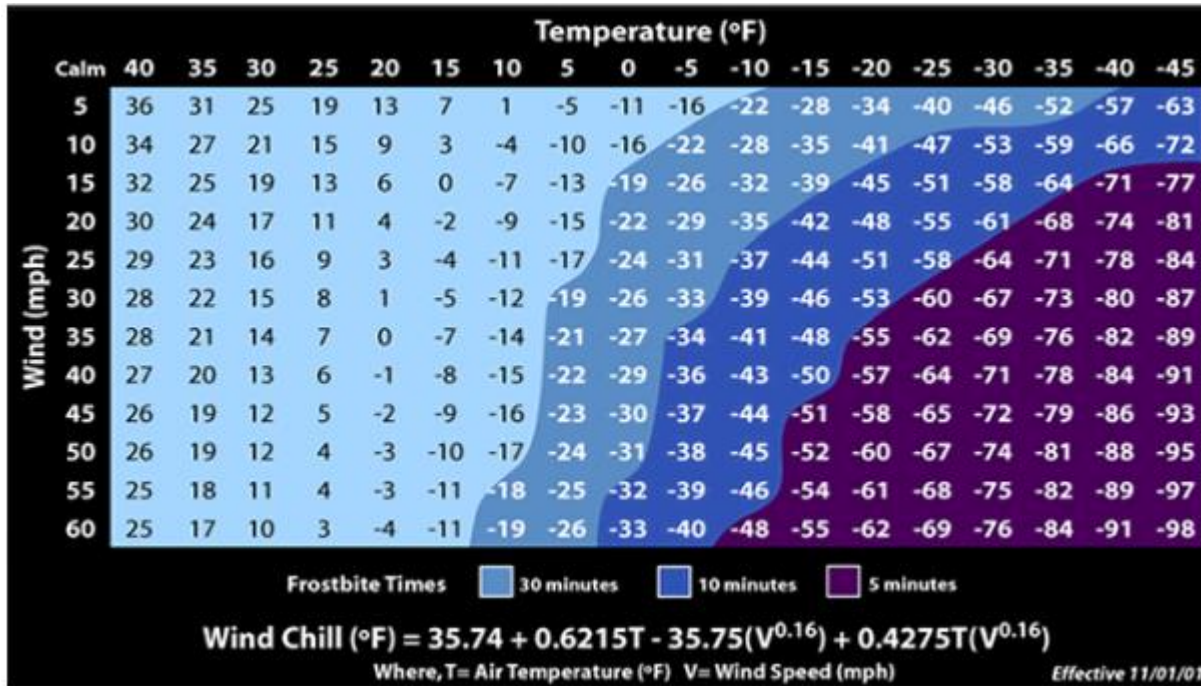 Temperature (ºF)
Calm 40 35 30 25 20 15 10 5 0 -5 -10 -15 -20 -25 -30 -35 -40 -45
5 36 31 25 19 13 7 1 -5 -11 -16 -22 -28 -34 -40 -46 -52 -57 -63
10 34 27 21 15 9 3 -4 -10 -16 -22 -28 -35 -41 -47 -53 -59 -66 -72
15 32 25 19 13 6 0 -7 -13 -19 -26 -32 -39 -45 -51 -58 -64 -71 -77
20 30 24 17 11 4 -2 -9 -15 -22 -29 -35 -42 -48 -55 -61 -68 -74 -81
25 29 23 16 9 3 -4 -11 -17 -24 -31 -37 -44 -51 -58 -64 -71 -78 -84
30 28 22 15 8 1 -5 -12 -19 -26 -33 -39 -46 -53 -60 -67 -73 -80 -87
35 28 21 14 7 0 -7 -14 -21 -27 -34 -41 -48 -55 -62 -69 -76 -82 -89
40 27 20 13 6 -1 -8 -15 -22 -29 -36 -43 -50 -57 -64 -71 -78 -84 -91
45 26 19 12 5 -2 -9 -16 -23 -30 -37 -44 -51 -58 -65 -72 -79 -86 -93
50 26 19 12 4 -3 -10 -17 -24 -31 -38 -45 -52 -60 -67 -74 -81 -88 -95
55 25 18 11 4 -3 -11 -18 -25 -32 -39 -46 -54 -61 -68 -75 -82 -89 -97
60 25 17 10 3 -4 -11 -19 -26 -33 -40 -48 -55 -62 -69 -76 -84 -91 -98
Wind (mph)
Frostbite Times 30 minutes 10 minutes 5 minutes
Wind Chill (ºF) = 35.74 + 0.6215T - 35.75(V^0.16) + 0.4275T(V^0.16)
Where, T= Air Temperature (ºF) V= Wind Speed (mph)
Effective 11/01/0